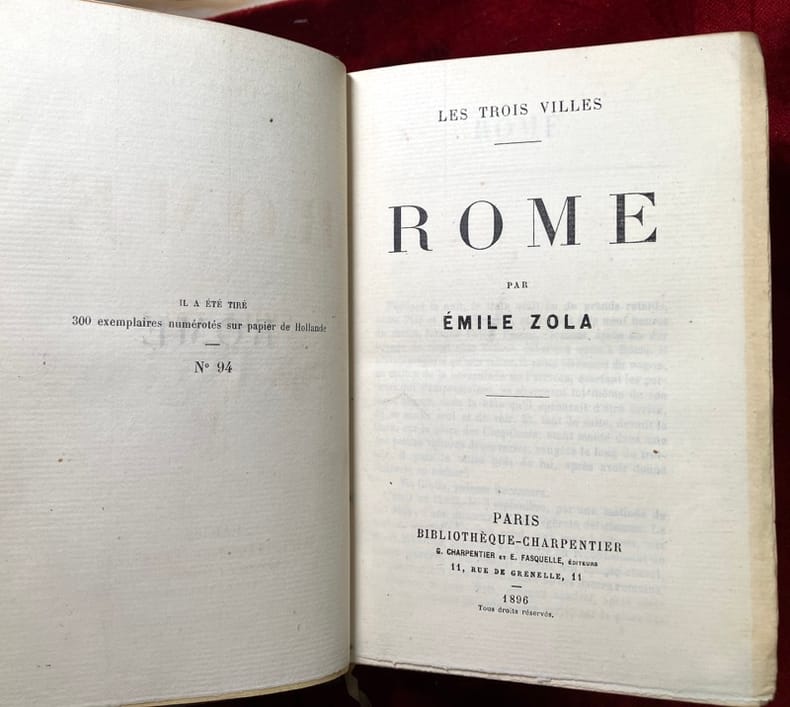 IL A ÉTÉ TIRÉ
300 exemplaires numérotés sur papier de Hollande
Nº 94
LES TROIS VILLES
ROME
PAR
ÉMILE ZOLA
PARIS
BIBLIOTHÈQUE-CHARPENTIER
G. CHARPENTIER ET E. FASQUELLE, ÉDITEURS
11, RUE DE GRENELLE, 11
1896
Tous droits réservés.